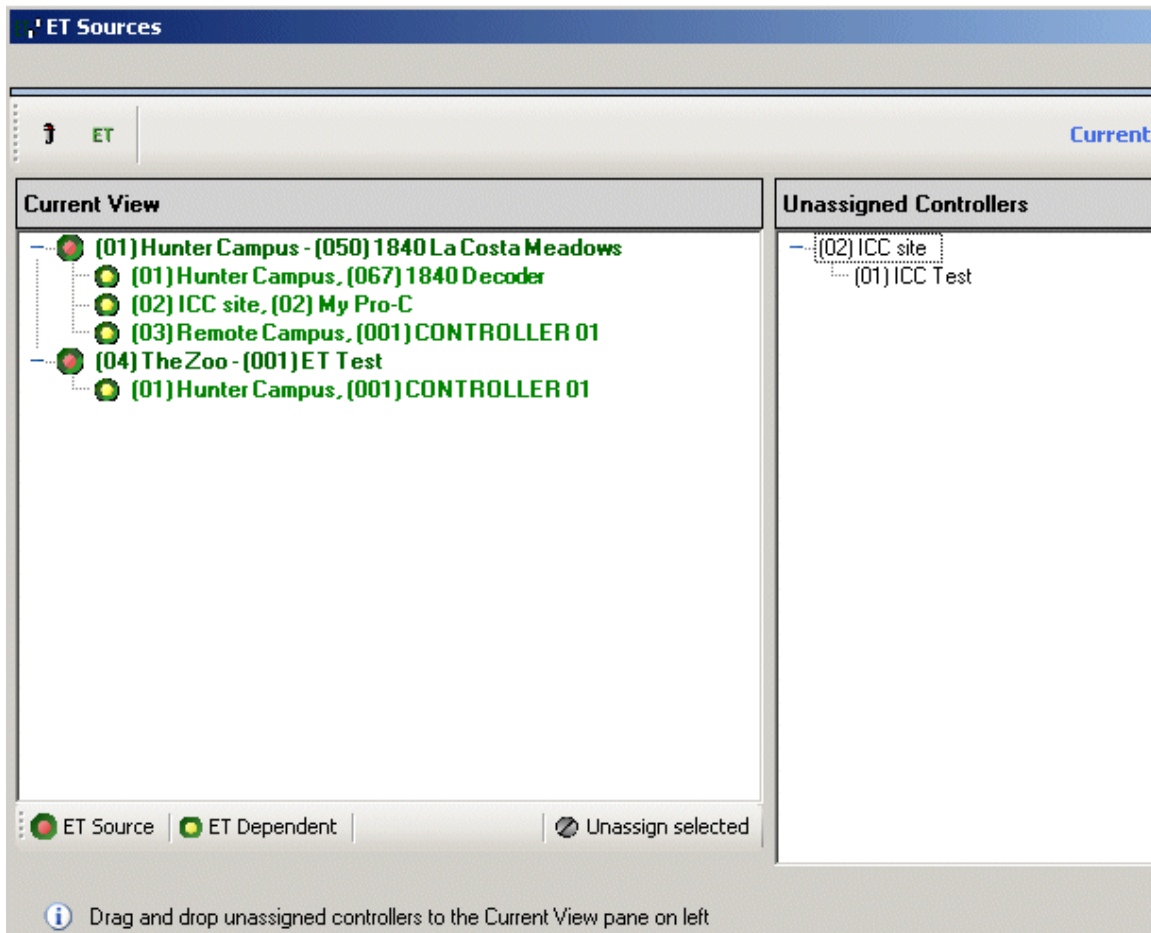 ET Sources
ET
Current
Current View
Unassigned Controllers
(01) Hunter Campus - (050) 1840 La Costa Meadows
(01) Hunter Campus, (067) 1840 Decoder
(02) ICC site, (02) My Pro-C
(03) Remote Campus, (001) CONTROLLER 01
(04) The Zoo - (001) ET Test
(01) Hunter Campus, (001) CONTROLLER 01
(02) ICC site
(01) ICC Test
ET Source
ET Dependent
Unassign selected
Drag and drop unassigned controllers to the Current View pane on left